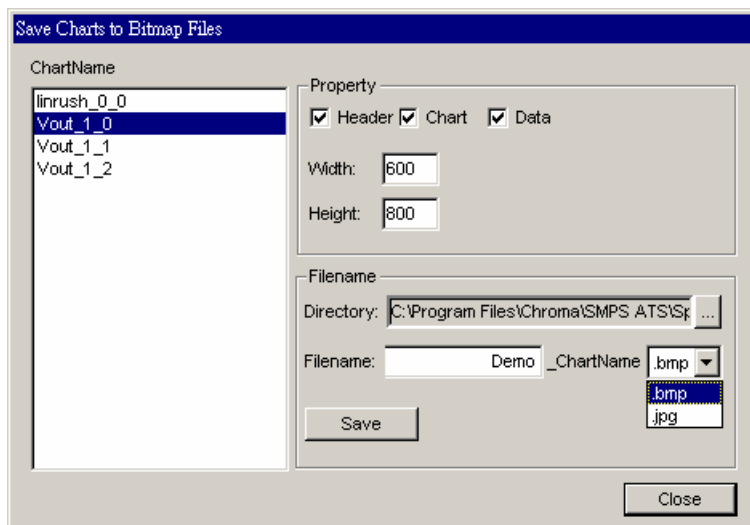 Save Charts to Bitmap Files
ChartName
Iinrush_0_0
Vout_1_0
Vout_1_1
Vout_1_2
Property
Header Chart Data
Width: 600
Height: 800
Filename
Directory: C:\Program Files\Chroma\SMPS ATS\Sp ...
Filename: Demo _ChartName .bmp
.bmp
.jpg
Save
Close